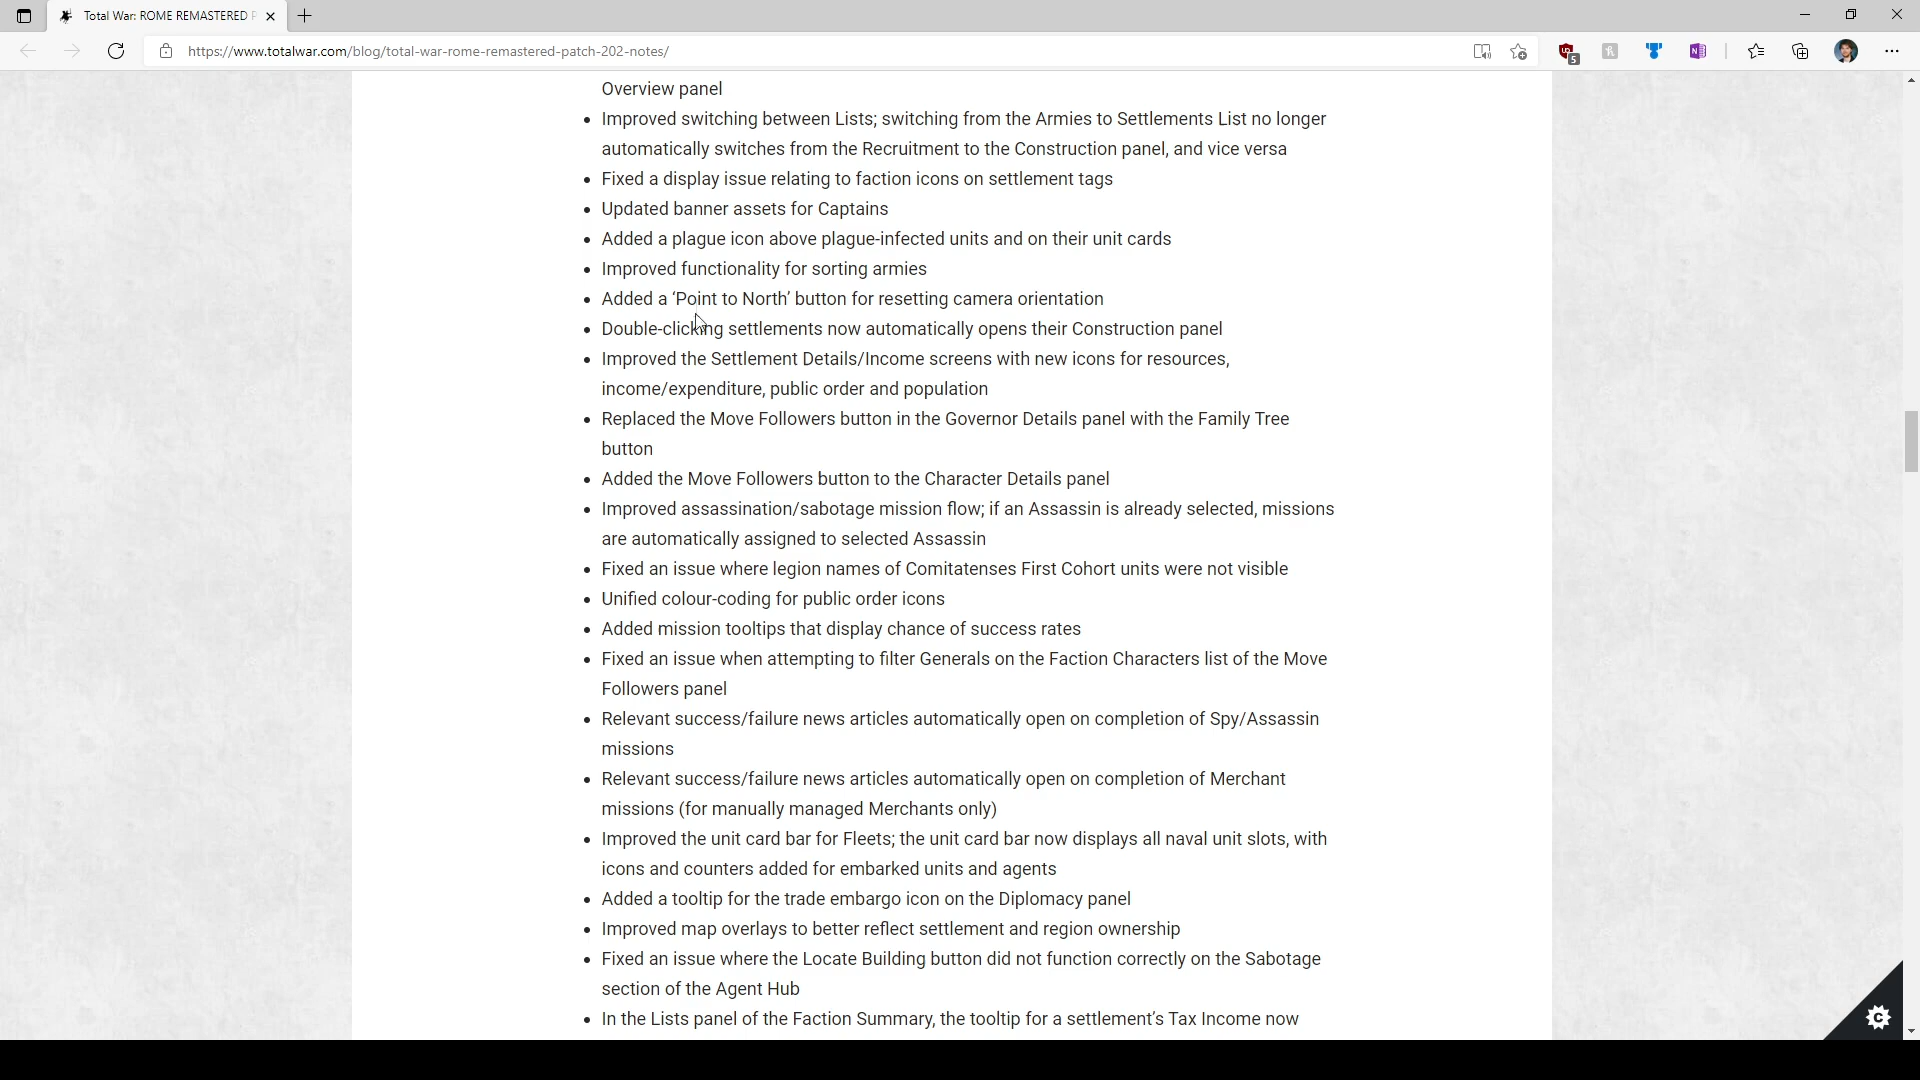 Total War: ROME REMASTERED P
https://www.totalwar.com/blog/total-war-rome-remastered-patch-202-notes/
5
Overview panel
• Improved switching between Lists; switching from the Armies to Settlements List no longer
automatically switches from the Recruitment to the Construction panel, and vice versa
• Fixed a display issue relating to faction icons on settlement tags
• Updated banner assets for Captains
• Added a plague icon above plague-infected units and on their unit cards
• Improved functionality for sorting armies
• Added a ‘Point to North’ button for resetting camera orientation
• Double-clicking settlements now automatically opens their Construction panel
• Improved the Settlement Details/Income screens with new icons for resources,
income/expenditure, public order and population
• Replaced the Move Followers button in the Governor Details panel with the Family Tree
button
• Added the Move Followers button to the Character Details panel
• Improved assassination/sabotage mission flow; if an Assassin is already selected, missions
are automatically assigned to selected Assassin
• Fixed an issue where legion names of Comitatenses First Cohort units were not visible
• Unified colour-coding for public order icons
• Added mission tooltips that display chance of success rates
• Fixed an issue when attempting to filter Generals on the Faction Characters list of the Move
Followers panel
• Relevant success/failure news articles automatically open on completion of Spy/Assassin
missions
• Relevant success/failure news articles automatically open on completion of Merchant
missions (for manually managed Merchants only)
• Improved the unit card bar for Fleets; the unit card bar now displays all naval unit slots, with
icons and counters added for embarked units and agents
• Added a tooltip for the trade embargo icon on the Diplomacy panel
• Improved map overlays to better reflect settlement and region ownership
• Fixed an issue where the Locate Building button did not function correctly on the Sabotage
section of the Agent Hub
• In the Lists panel of the Faction Summary, the tooltip for a settlement’s Tax Income now